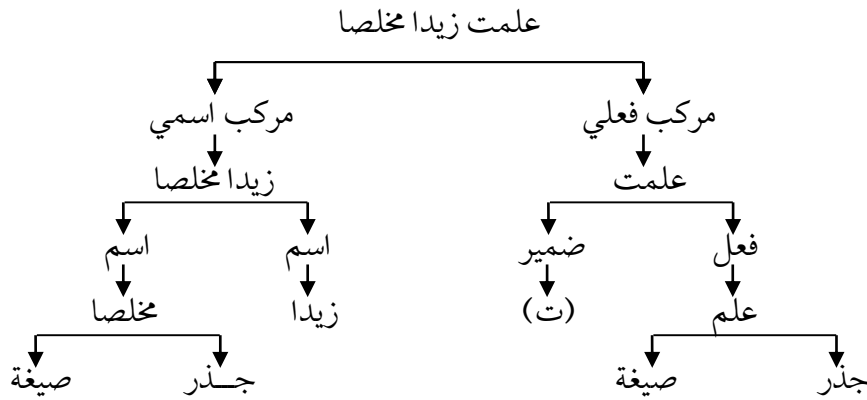 علمت زيدا مخلصا
مركب فعلي مركب اسمي
علمت زيدا مخلصا
فعل ضمير اسم اسم
علم (ت) زيدا مخلصا
جذر صيغة جــذر صيغة